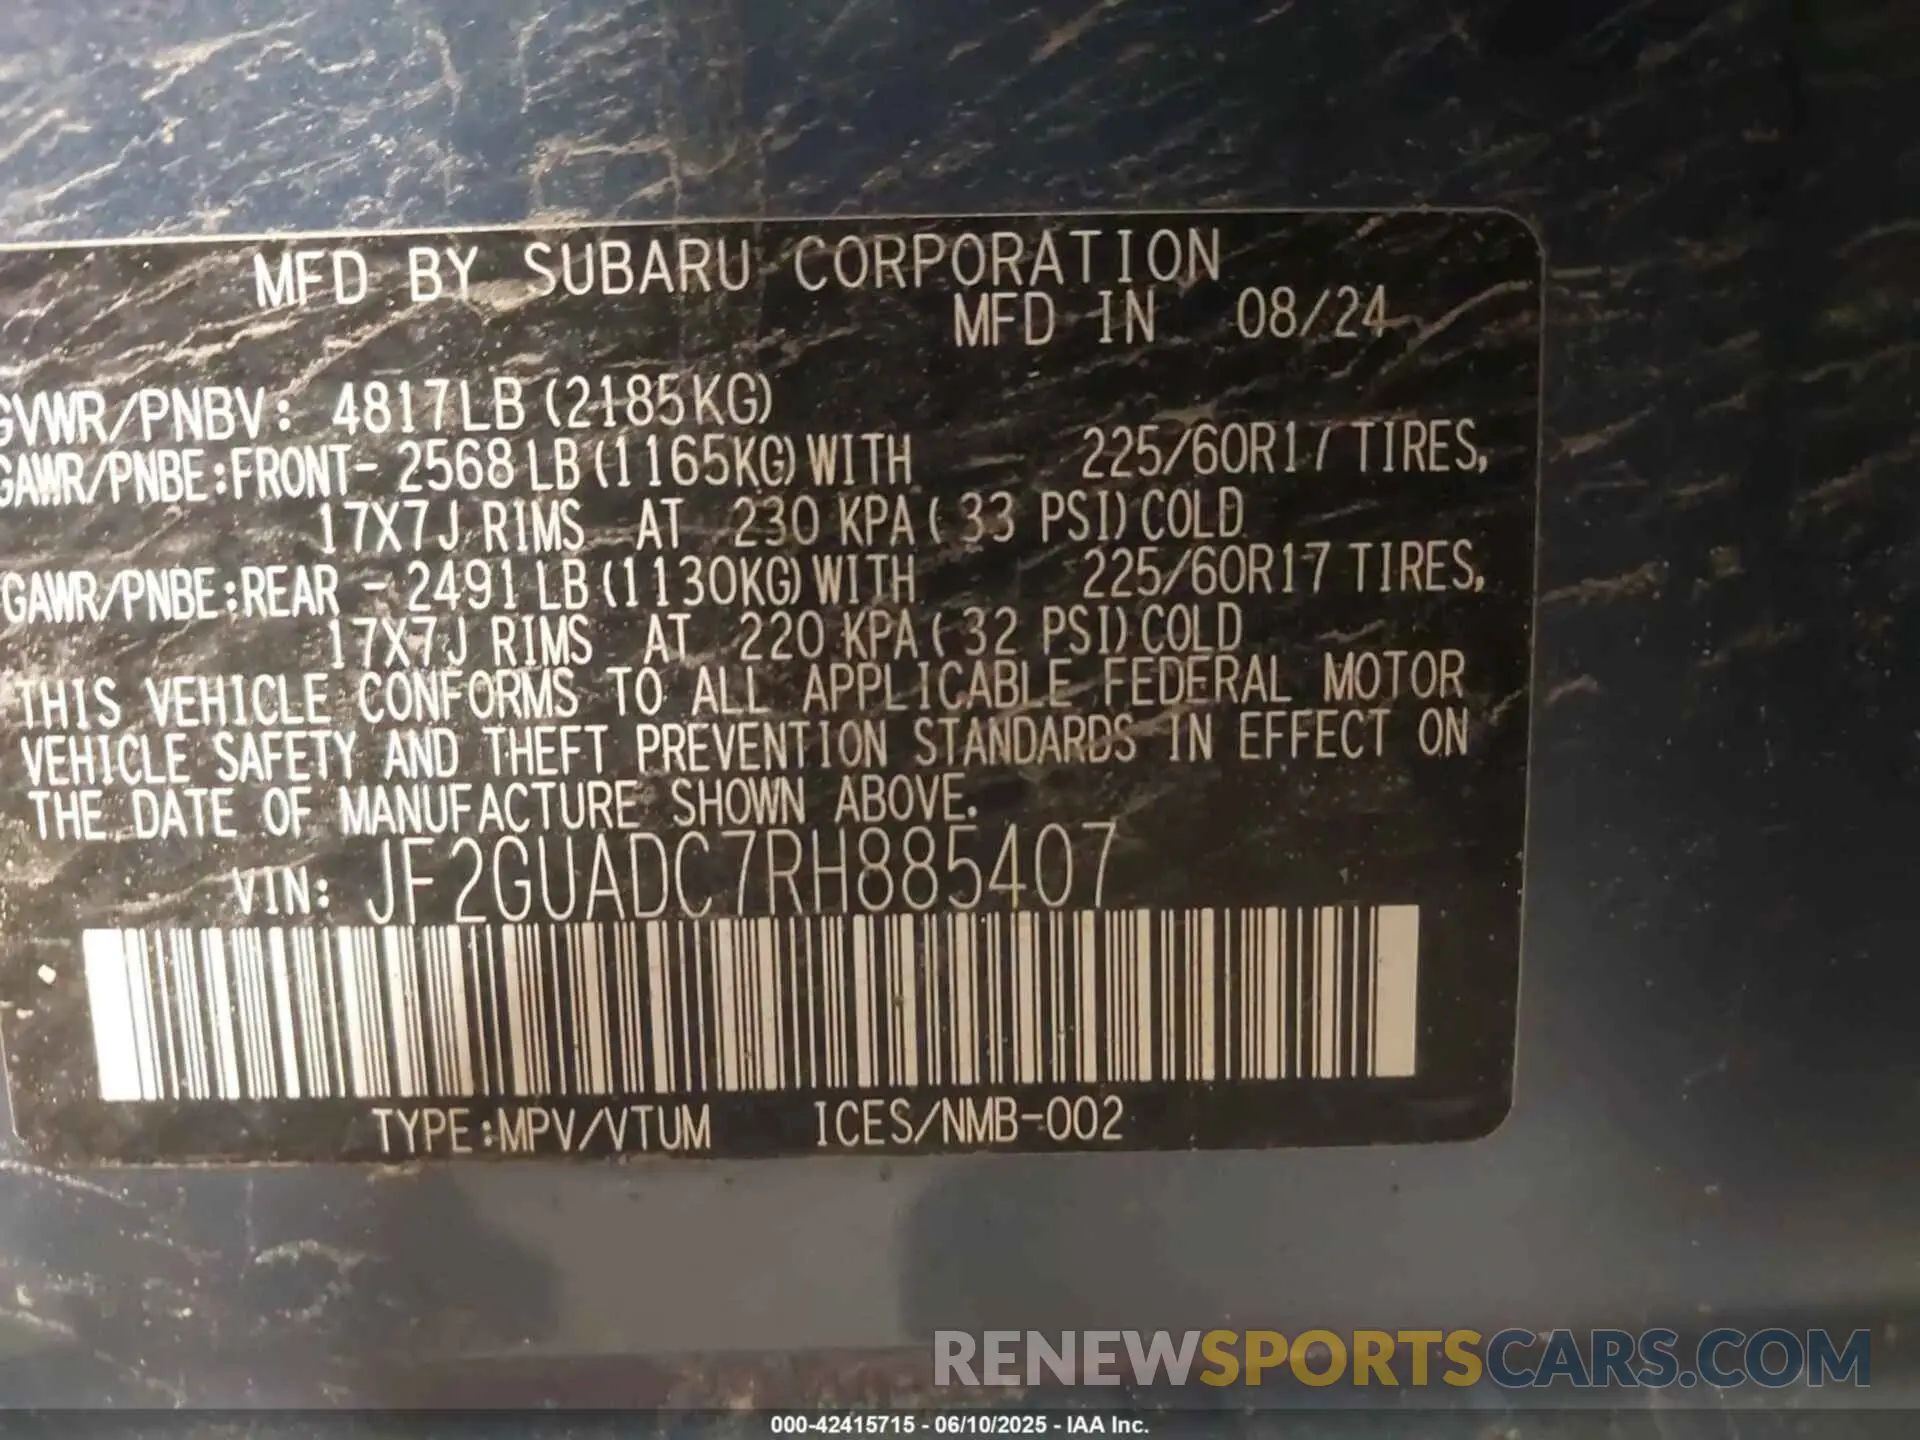 MFD BY SUBARU CORPORATION
MFD IN 08/24
GVWR/PNBV: 4817LB (2185KG)
GAWR/PNBE:FRONT- 2568 LB (1165KG) WITH 225/60R17 TIRES,
17X7J RIMS AT 230 KPA ( 33 PSI) COLD
GAWR/PNBE:REAR - 2491 LB (1130KG) WITH 225/60R17 TIRES,
17X7J RIMS AT 220 KPA ( 32 PSI) COLD
THIS VEHICLE CONFORMS TO ALL APPLICABLE FEDERAL MOTOR
VEHICLE SAFETY AND THEFT PREVENTION STANDARDS IN EFFECT ON
THE DATE OF MANUFACTURE SHOWN ABOVE.
VIN: JF2GUADC7RH885407
TYPE:MPV/VTUM ICES/NMB-002
RENEWSPORTSCARS.COM
000-42415715 - 06/10/2025 - IAA Inc.